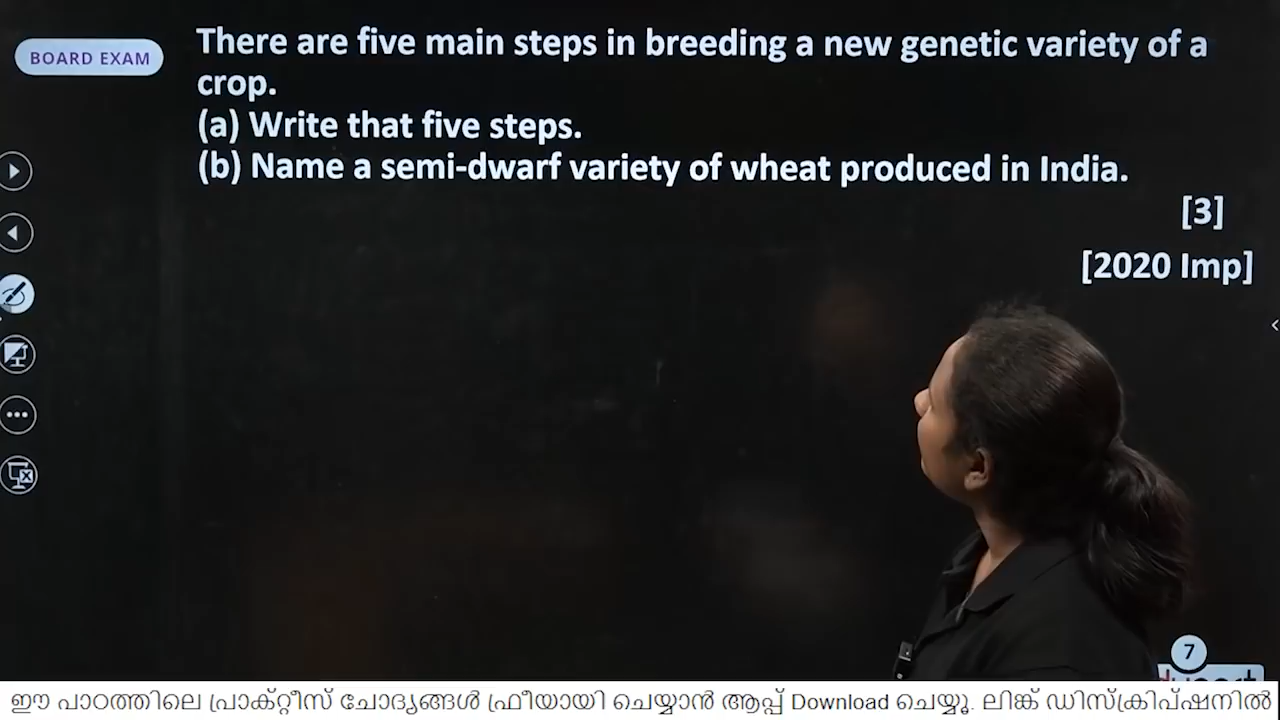 BOARD EXAM
There are five main steps in breeding a new genetic variety of a
crop.
(a) Write that five steps.
(b) Name a semi-dwarf variety of wheat produced in India.
[3]
[2020 Imp]
7
ഈ പാഠത്തിലെ പ്രാക്റ്റീസ് ചോദ്യങ്ങൾ ഫ്രീയായി ചെയ്യാൻ ആപ്പ് Download ചെയ്യൂ. ലിങ്ക് ഡിസ്ക്രിപ്ഷനിൽ